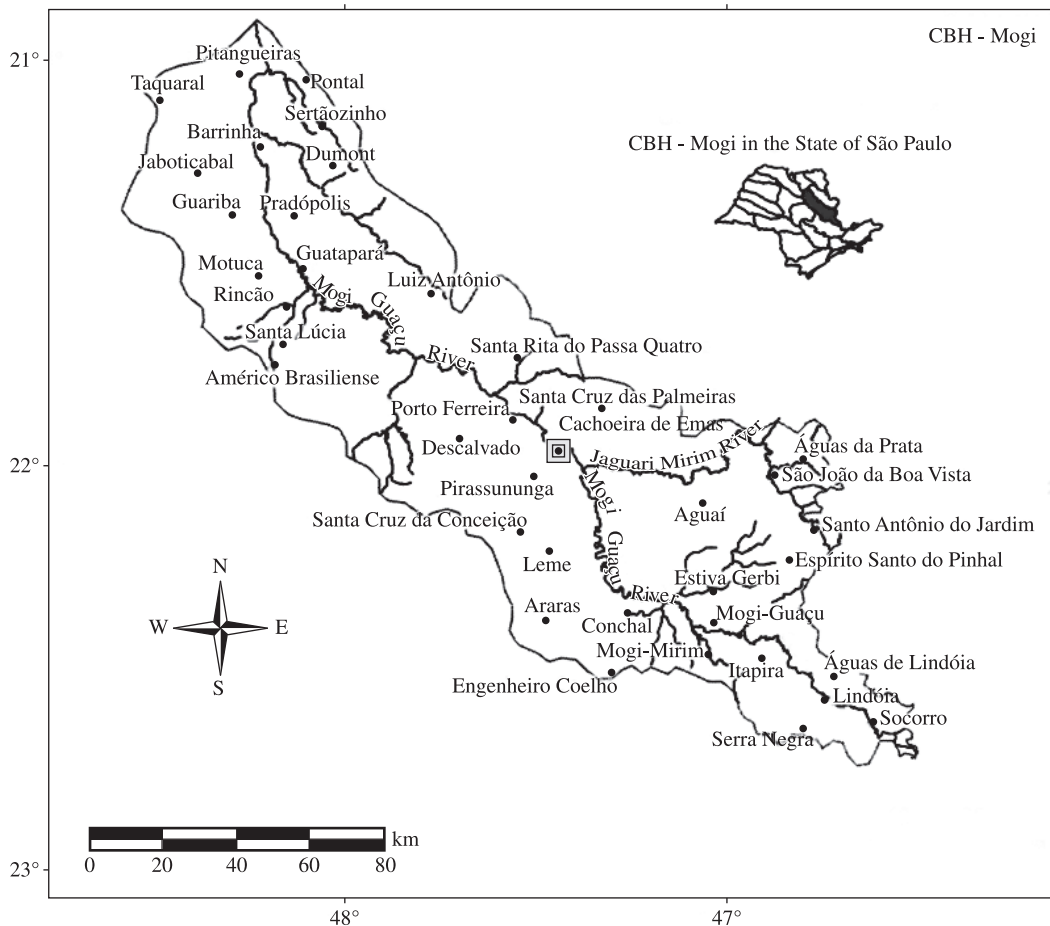 CBH - Mogi
21°
Pitangueiras
Taquaral
Pontal
Sertãozinho
Barrinha
CBH - Mogi in the State of São Paulo
Jaboticabal
Dumont
Guariba
Pradópolis
Guatapará
Motuca
Luiz Antônio
Rincão
Mogi
Guaçu
River
Santa Lúcia
Santa Rita do Passa Quatro
Américo Brasiliense
Santa Cruz das Palmeiras
Porto Ferreira
Cachoeira de Emas
Descalvado
Jaguari Mirim River
Águas da Prata
22°
São João da Boa Vista
Pirassununga
Mogi
Guaçu
River
Aguaí
Santa Cruz da Conceição
Santo Antônio do Jardim
Leme
Espírito Santo do Pinhal
Estiva Gerbi
N
W
E
S
Araras
Conchal
Mogi-Guaçu
Mogi-Mirim
Itapira
Águas de Lindóia
Engenheiro Coelho
Lindóia
Socorro
Serra Negra
km
0 20 40 60 80
23°
48° 47°